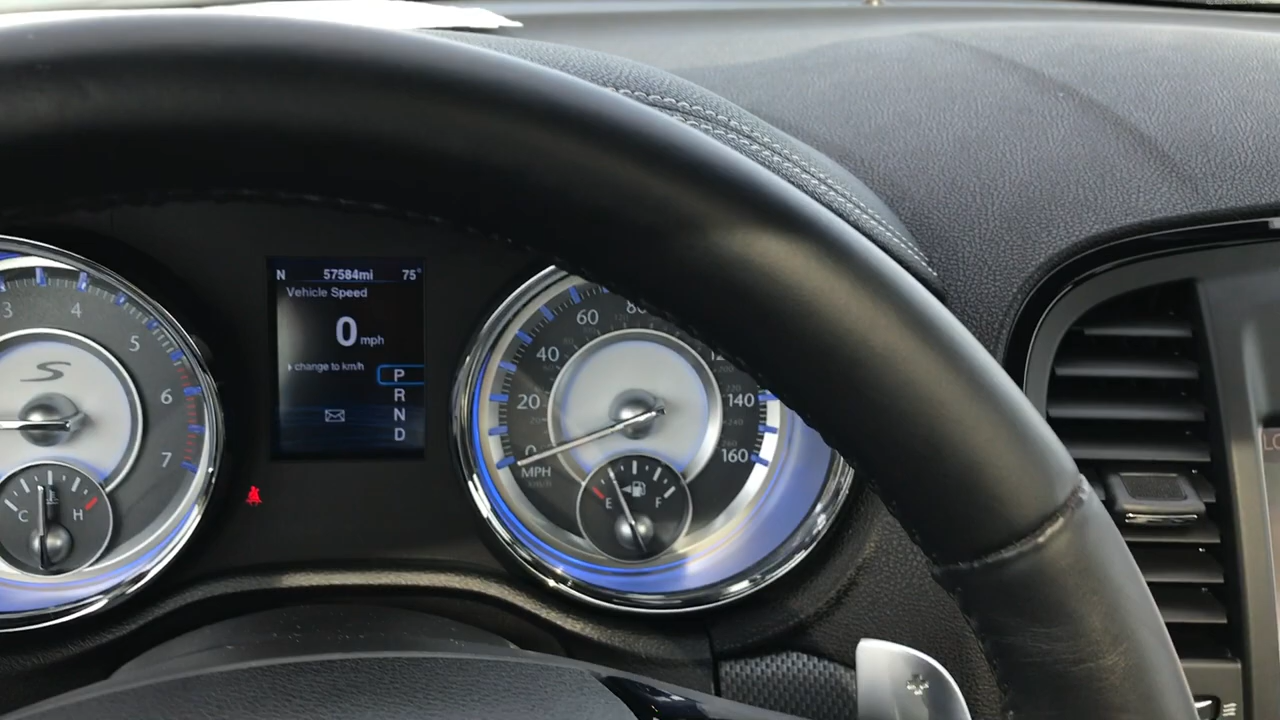 N 57584mi 75°
Vehicle Speed
0 mph
change to km/h
P
R
N
D
3
4
5
6
7
S
C H
0
20
40
60
80
140
160
MPH
km/h
E F